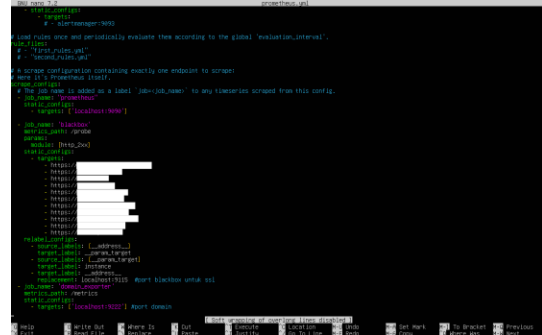 GNU nano 7.2 prometheus.yml
- static_configs:
- targets:
# - alertmanager:9093
# Load rules once and periodically evaluate them according to the global 'evaluation_interval'.
rule_files:
# - "first_rules.yml"
# - "second_rules.yml"
# A scrape configuration containing exactly one endpoint to scrape:
# Here it's Prometheus itself.
scrape_configs:
# The job name is added as a label `job=<job_name>` to any timeseries scraped from this config.
- job_name: "prometheus"
static_configs:
- targets: ["localhost:9090"]
- job_name: 'blackbox'
metrics_path: /probe
params:
module: [http_2xx]
static_configs:
- targets:
- https://
- https://
- https://
- https://
- https://
- https://
- https://
- https://
- https://
- https://
- https://
relabel_configs:
- source_labels: [__address__]
target_label: __param_target
- source_labels: [__param_target]
target_label: instance
- target_label: __address__
replacement: localhost:9115 #port blackbox untuk ssl
- job_name: "domain_exporter"
metrics_path: /metrics
static_configs:
- targets: ["localhost:9222"] #port domain
[ Soft wrapping of overlong lines disabled ]
Help Write Out Where Is Cut Execute Location Undo Set Mark To Bracket Previous
Exit Read File Replace Paste Justify Go To Line Redo Copy Where Was Next